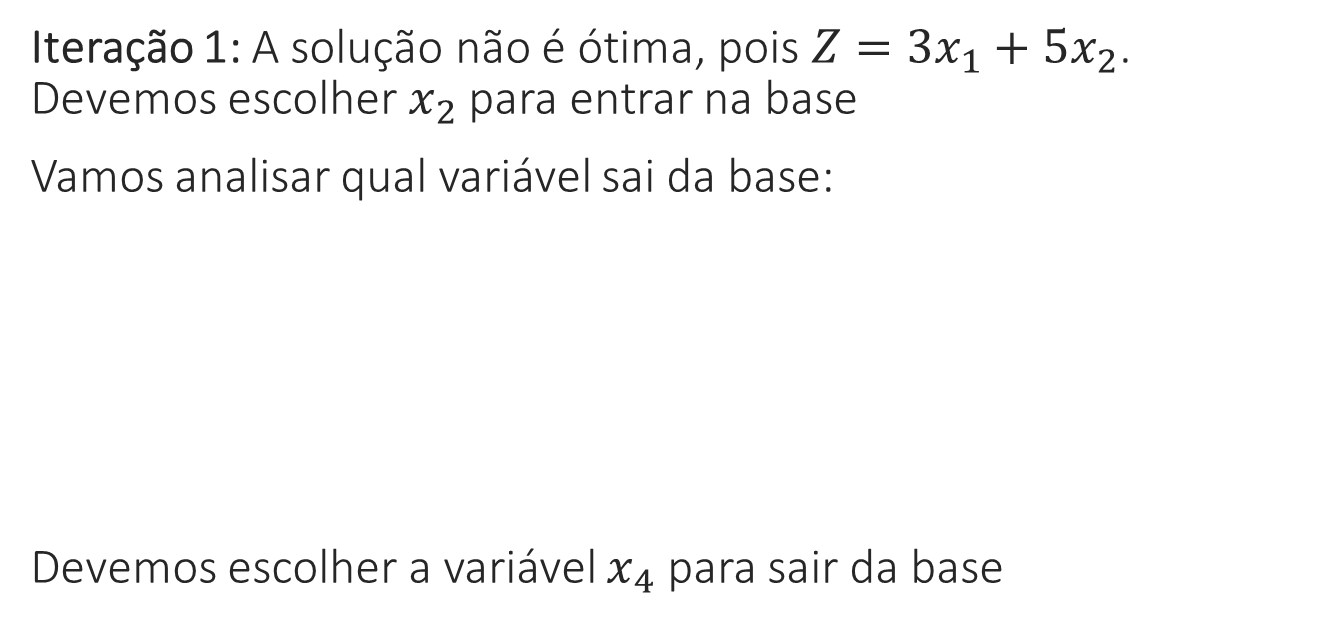 Iteração 1: A solução não é ótima, pois Z = 3x₁ + 5x₂.
Devemos escolher x₂ para entrar na base
Vamos analisar qual variável sai da base:
Devemos escolher a variável x₄ para sair da base